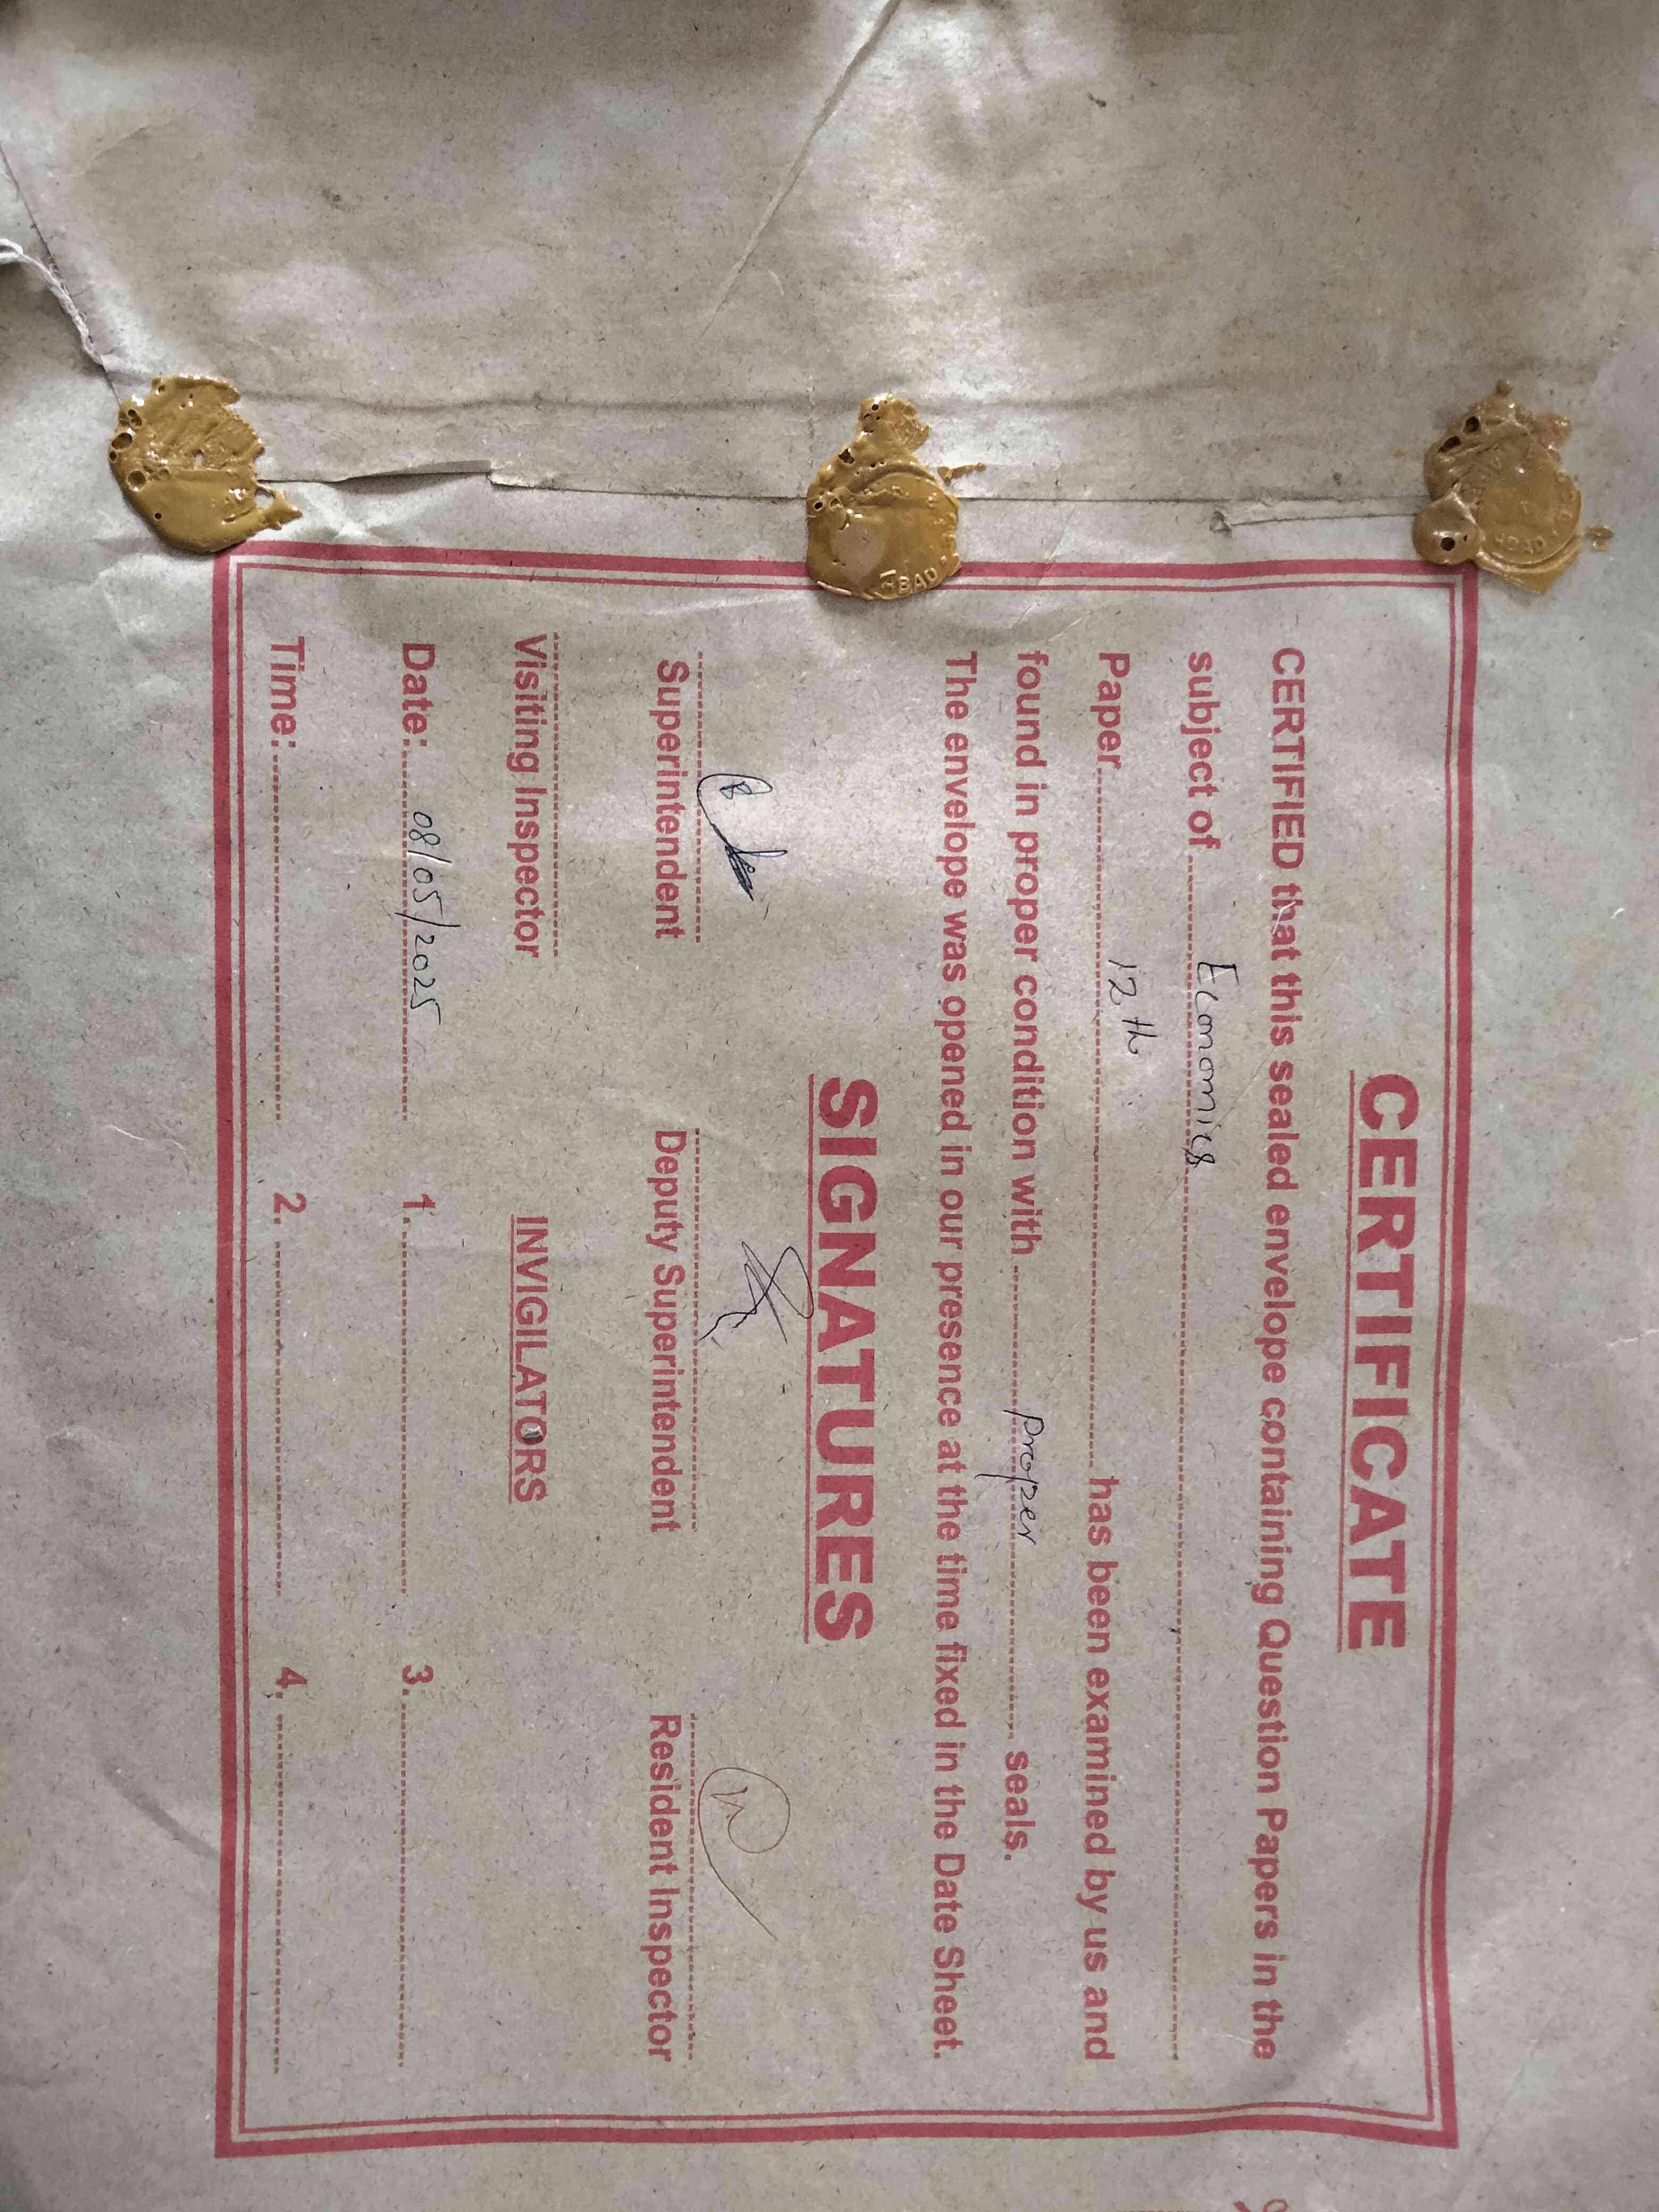 CERTIFICATE
CERTIFIED that this sealed envelope containing Question Papers in the
subject of Economics
Paper 12th has been examined by us and
found in proper condition with proper seals.
The envelope was opened in our presence at the time fixed in the Date Sheet.
SIGNATURES
Superintendent Deputy Superintendent Resident Inspector
Visiting Inspector INVIGILATORS
Date: 08/05/2025 1. 3.
Time: 2. 4.